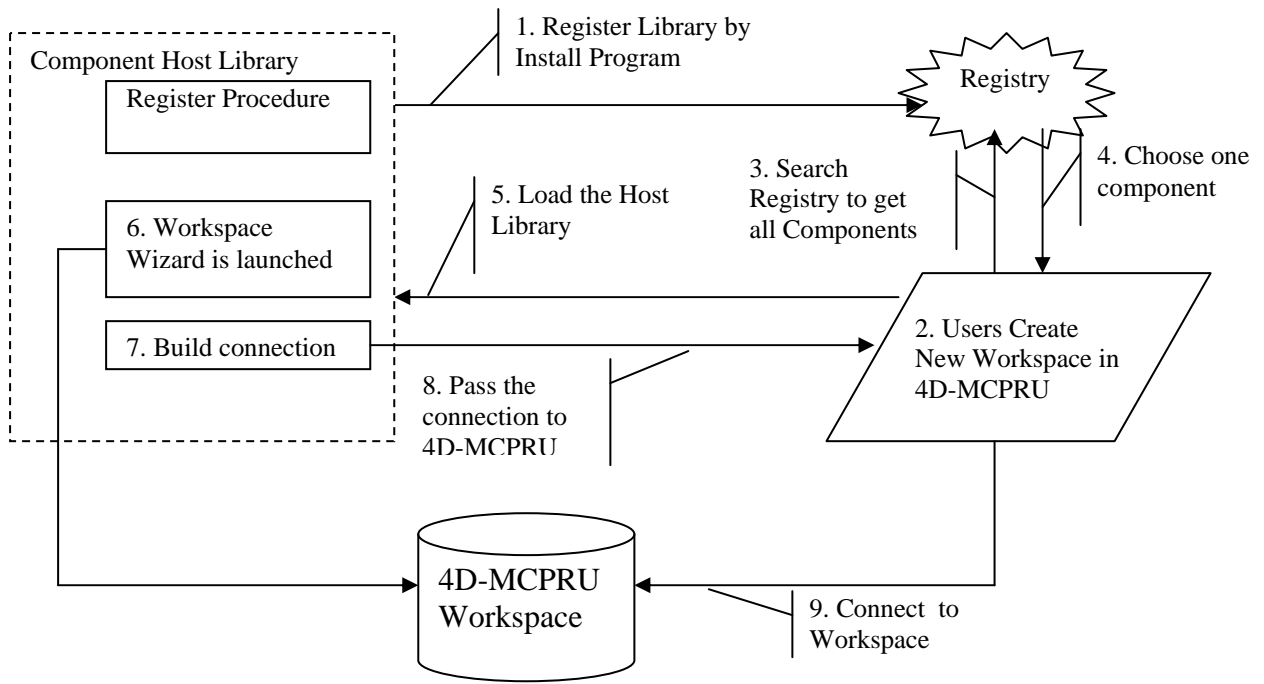 1. Register Library by
Install Program
Component Host Library
Register Procedure
Registry
3. Search
Registry to get
all Components
4. Choose one
component
5. Load the Host
Library
6. Workspace
Wizard is launched
7. Build connection
2. Users Create
New Workspace in
4D-MCPRU
8. Pass the
connection to
4D-MCPRU
4D-MCPRU
Workspace
9. Connect to
Workspace